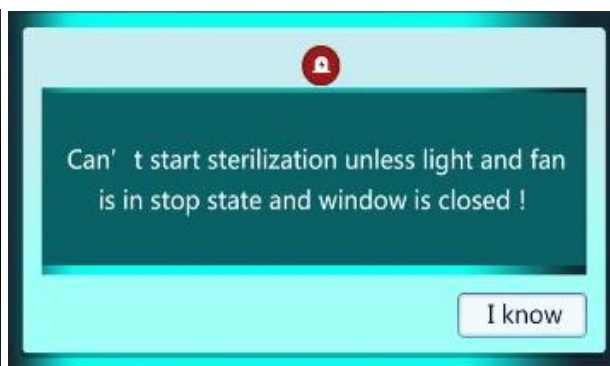 Can’ t start sterilization unless light and fan
is in stop state and window is closed !
I know